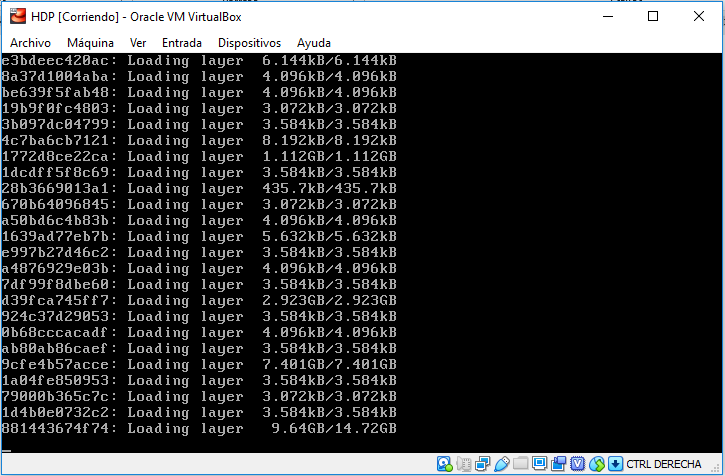 HDP [Corriendo] - Oracle VM VirtualBox
Archivo Máquina Ver Entrada Dispositivos Ayuda
e3bdeec420ac: Loading layer 6.144kB/6.144kB
8a37d1004aba: Loading layer 4.096kB/4.096kB
be639f5fab48: Loading layer 4.096kB/4.096kB
19b9f0fc4803: Loading layer 3.072kB/3.072kB
3b097dc04799: Loading layer 3.584kB/3.584kB
4c7ba6cb7121: Loading layer 8.192kB/8.192kB
1772d8ce22ca: Loading layer 1.112GB/1.112GB
1dcdff5f8c69: Loading layer 3.584kB/3.584kB
28b3669013a1: Loading layer 435.7kB/435.7kB
670b64096845: Loading layer 3.072kB/3.072kB
a50bd6c4b83b: Loading layer 4.096kB/4.096kB
1639ad77eb7b: Loading layer 5.632kB/5.632kB
e997b27d46c2: Loading layer 3.584kB/3.584kB
a4876929e03b: Loading layer 4.096kB/4.096kB
7df99f8dbe60: Loading layer 3.584kB/3.584kB
d39fca745ff7: Loading layer 2.923GB/2.923GB
924c37d29053: Loading layer 3.584kB/3.584kB
0b68cccacadf: Loading layer 4.096kB/4.096kB
ab80ab86caef: Loading layer 3.584kB/3.584kB
9cfe4b57acce: Loading layer 7.401GB/7.401GB
1a04fe850953: Loading layer 3.584kB/3.584kB
79000b365c7c: Loading layer 3.072kB/3.072kB
1d4b0e0732c2: Loading layer 3.584kB/3.584kB
881443674f74: Loading layer 9.64GB/14.72GB
CTRL DERECHA